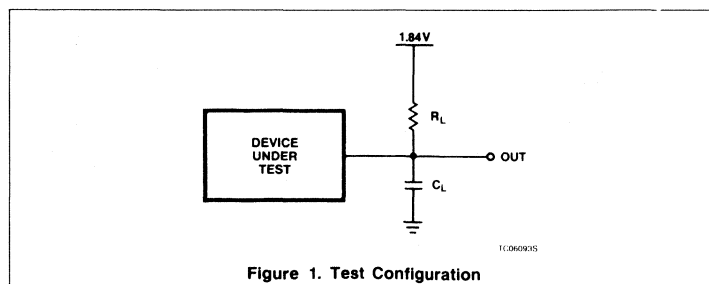 1.84V
RL
DEVICE
UNDER
TEST
OUT
CL
TC06093S
Figure 1. Test Configuration